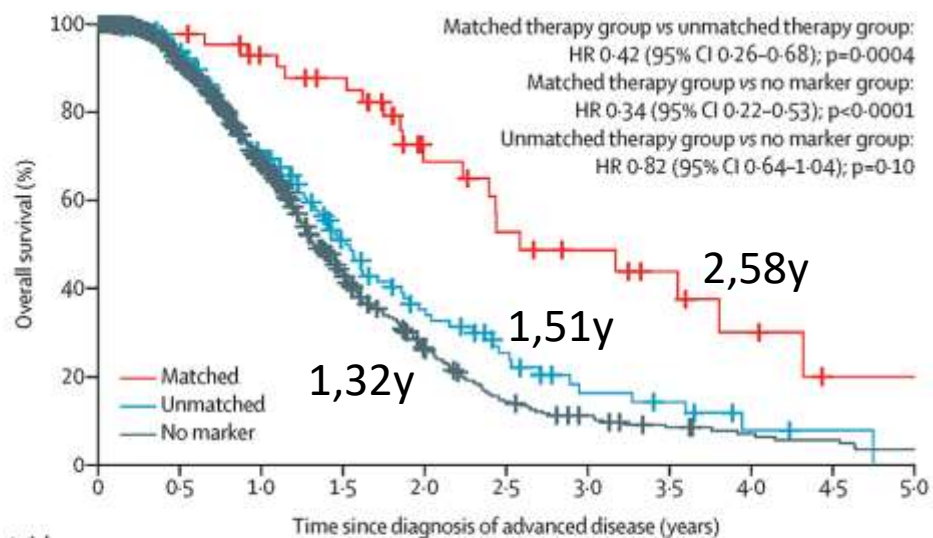 Matched therapy group vs unmatched therapy group:
HR 0·42 (95% CI 0·26–0·68); p=0·0004
Matched therapy group vs no marker group:
HR 0·34 (95% CI 0·22–0·53); p<0·0001
Unmatched therapy group vs no marker group:
HR 0·82 (95% CI 0·64–1·04); p=0·10
Overall survival (%)
100
80
60
40
20
0
2,58y
1,51y
1,32y
Matched
Unmatched
No marker
0 0·5 1·0 1·5 2·0 2·5 3·0 3·5 4·0 4·5 5·0
Time since diagnosis of advanced disease (years)